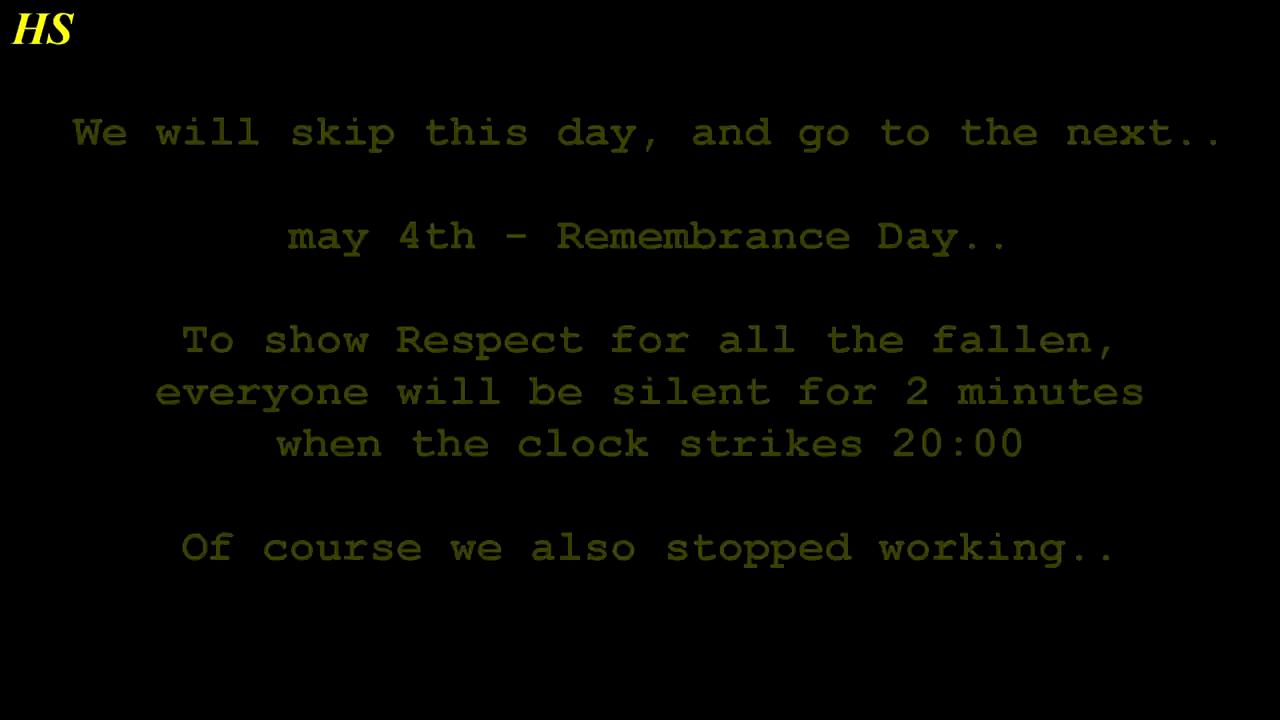 HS
We will skip this day, and go to the next..
may 4th - Remembrance Day..
To show Respect for all the fallen,
everyone will be silent for 2 minutes
when the clock strikes 20:00
Of course we also stopped working..